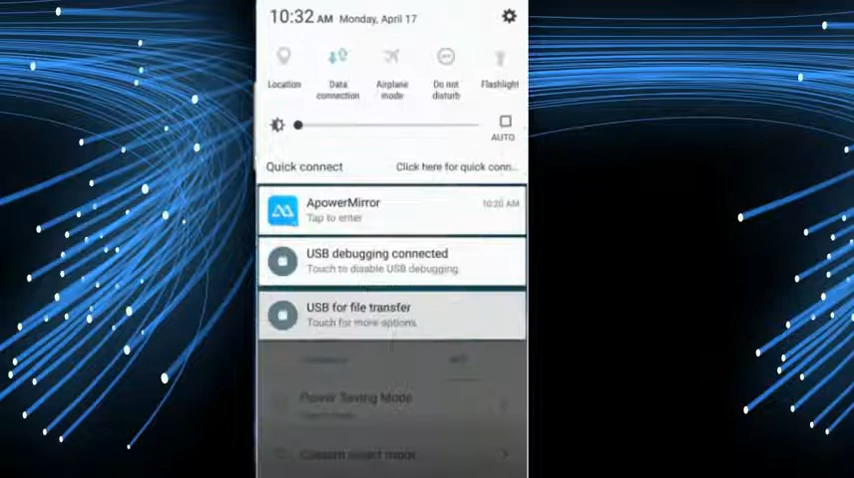 10:32 AM Monday, April 17
Location
Data connection
Airplane mode
Do not disturb
Flashlight
AUTO
Quick connect Click here for quick conn...
ApowerMirror 10:20 AM
Tap to enter
USB debugging connected
Touch to disable USB debugging
USB for file transfer
Touch for more options
Power Saving Mode